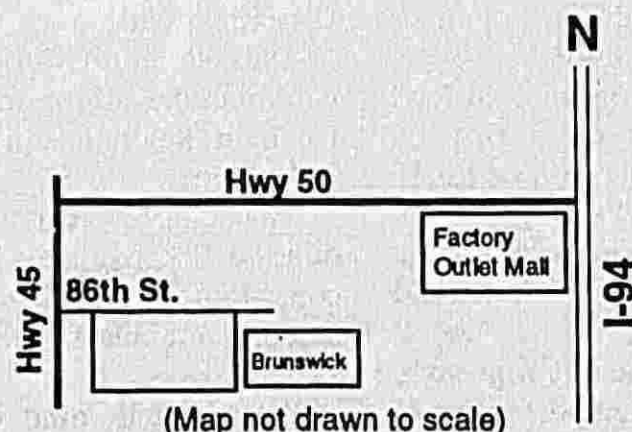 N
Hwy 50
Factory
Outlet Mall
I-94
Hwy 45
86th St.
Brunswick
(Map not drawn to scale)